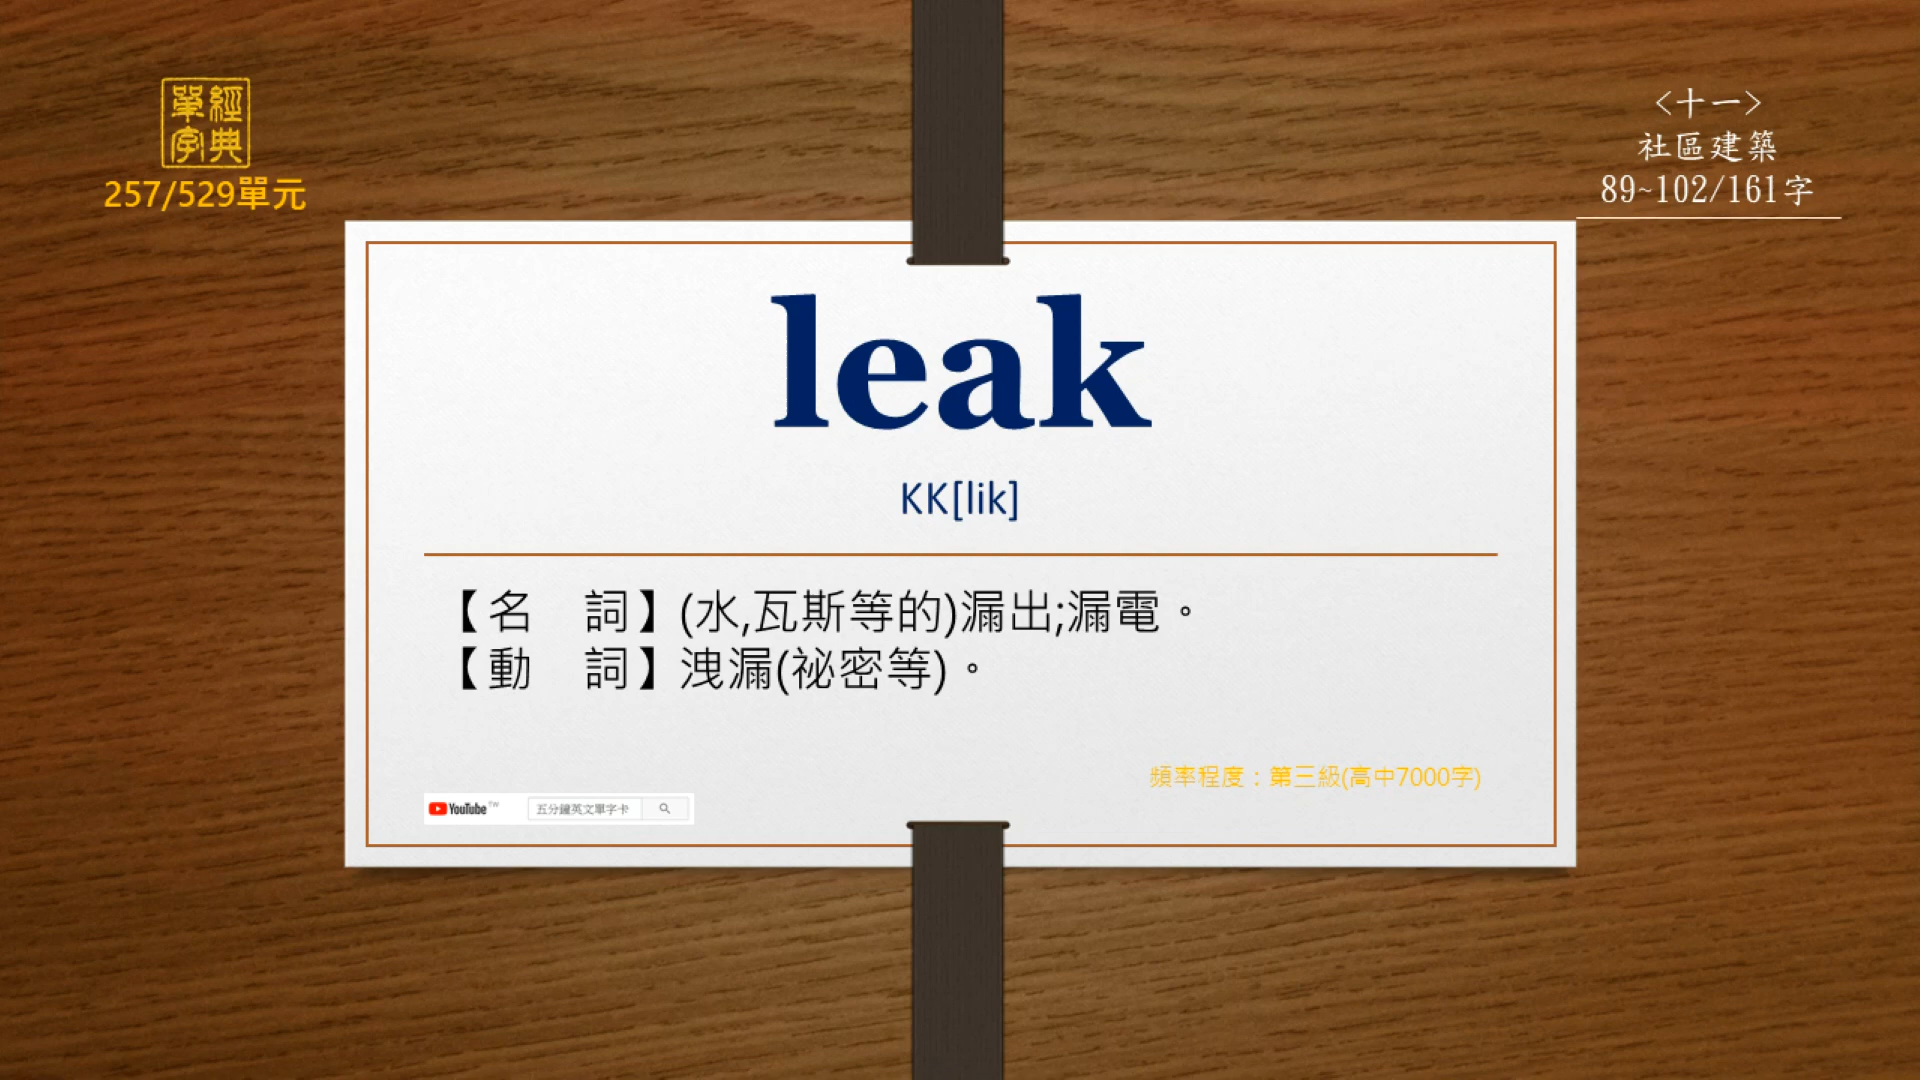 經典
單字
257/529單元
<十一>
社區建築
89~102/161字
leak
KK[lik]
【名　詞】(水,瓦斯等的)漏出;漏電。
【動　詞】洩漏(祕密等)。
頻率程度：第三級(高中7000字)
YouTube TW
五分鐘英文單字卡